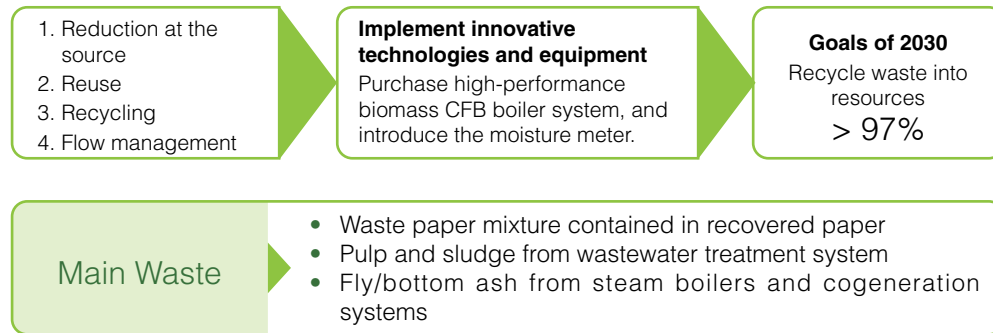 1. Reduction at the
source
2. Reuse
3. Recycling
4. Flow management
Implement innovative
technologies and equipment
Purchase high-performance
biomass CFB boiler system, and
introduce the moisture meter.
Goals of 2030
Recycle waste into
resources
> 97%
Main Waste
• Waste paper mixture contained in recovered paper
• Pulp and sludge from wastewater treatment system
• Fly/bottom ash from steam boilers and cogeneration
systems